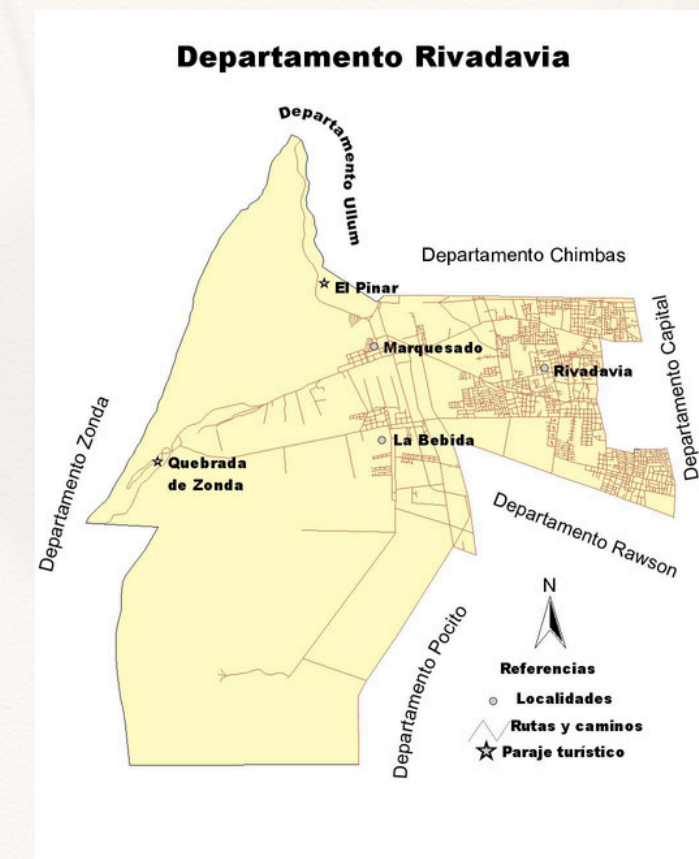 Departamento Rivadavia
Departamento Ullum
Departamento Chimbas
El Pinar
Departamento Capital
Marquesado
Rivadavia
Departamento Zonda
La Bebida
Quebrada
de Zonda
Departamento Rawson
Departamento Pocito
N
Referencias
Localidades
Rutas y caminos
Paraje turístico